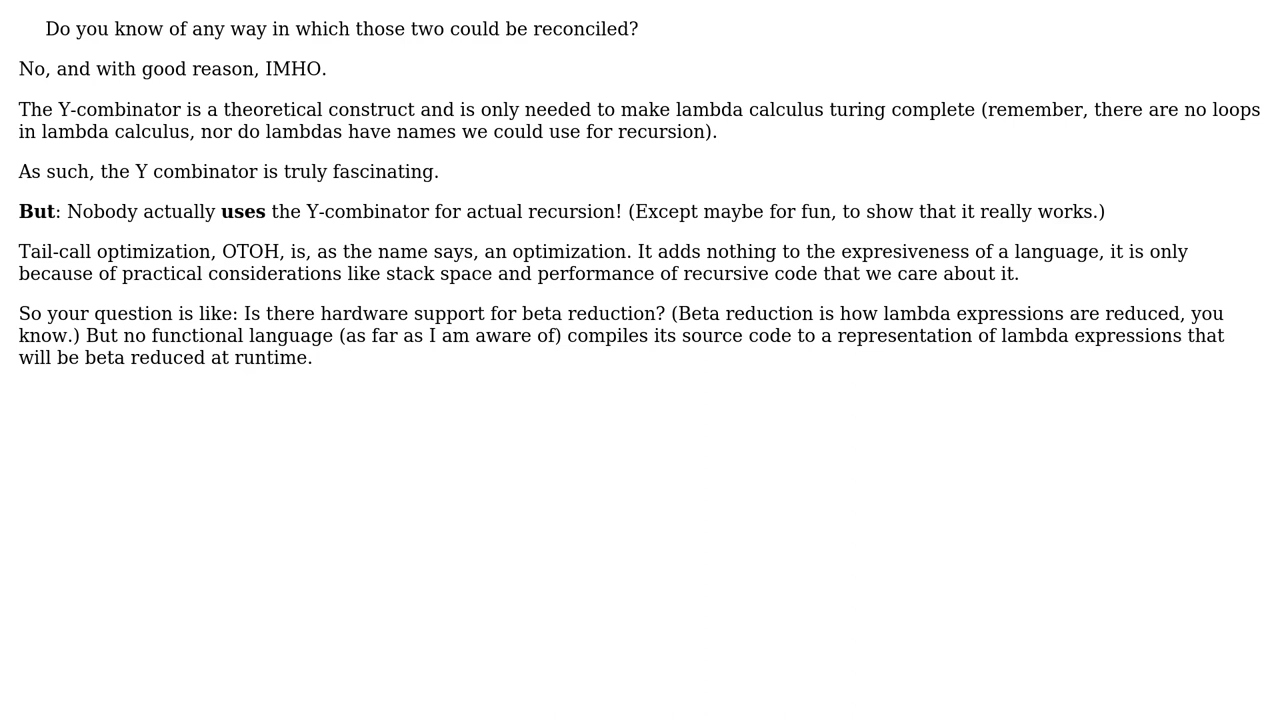 Do you know of any way in which those two could be reconciled?
No, and with good reason, IMHO.
The Y-combinator is a theoretical construct and is only needed to make lambda calculus turing complete (remember, there are no loops
in lambda calculus, nor do lambdas have names we could use for recursion).
As such, the Y combinator is truly fascinating.
But: Nobody actually uses the Y-combinator for actual recursion! (Except maybe for fun, to show that it really works.)
Tail-call optimization, OTOH, is, as the name says, an optimization. It adds nothing to the expresiveness of a language, it is only
because of practical considerations like stack space and performance of recursive code that we care about it.
So your question is like: Is there hardware support for beta reduction? (Beta reduction is how lambda expressions are reduced, you
know.) But no functional language (as far as I am aware of) compiles its source code to a representation of lambda expressions that
will be beta reduced at runtime.